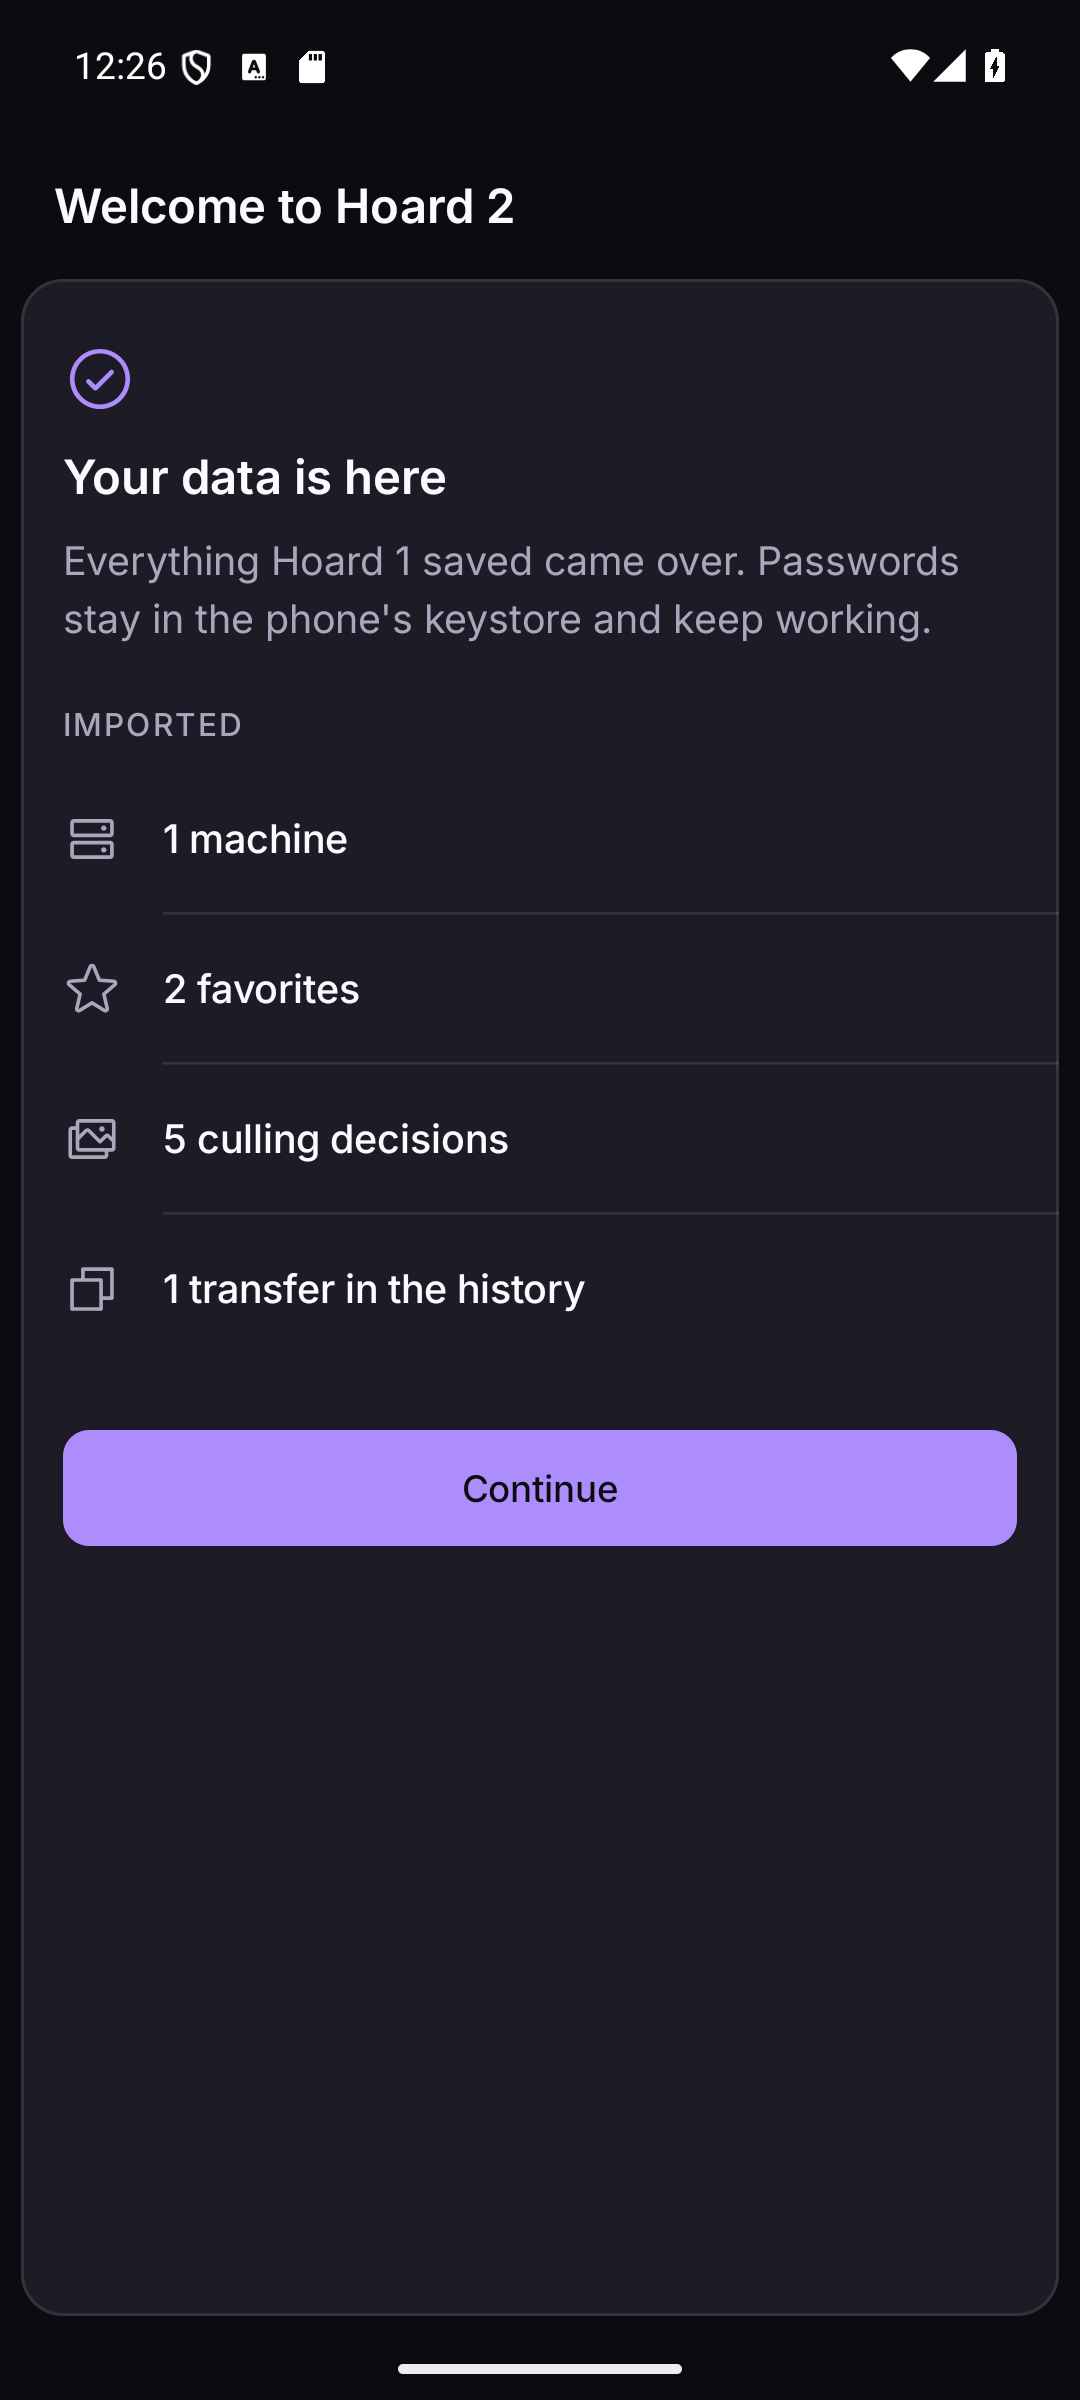 12:26
Welcome to Hoard 2
Your data is here
Everything Hoard 1 saved came over. Passwords
stay in the phone's keystore and keep working.
IMPORTED
1 machine
2 favorites
5 culling decisions
1 transfer in the history
Continue